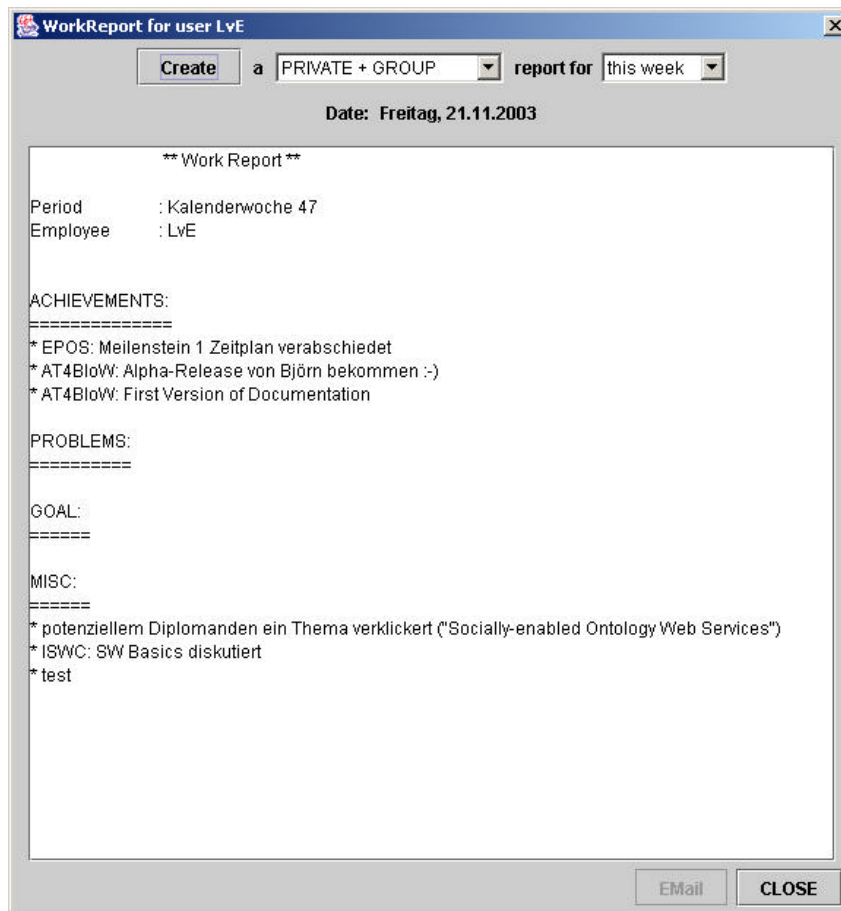 WorkReport for user LvE
Create a PRIVATE + GROUP report for this week
Date: Freitag, 21.11.2003
** Work Report **
Period : Kalenderwoche 47
Employee : LvE
ACHIEVEMENTS:
==============
* EPOS: Meilenstein 1 Zeitplan verabschiedet
* AT4BloW: Alpha-Release von Björn bekommen :-)
* AT4BloW: First Version of Documentation
PROBLEMS:
==========
GOAL:
======
MISC:
======
* potenziellem Diplomanden ein Thema verklickert ("Socially-enabled Ontology Web Services")
* ISWC: SW Basics diskutiert
* test
EMail CLOSE